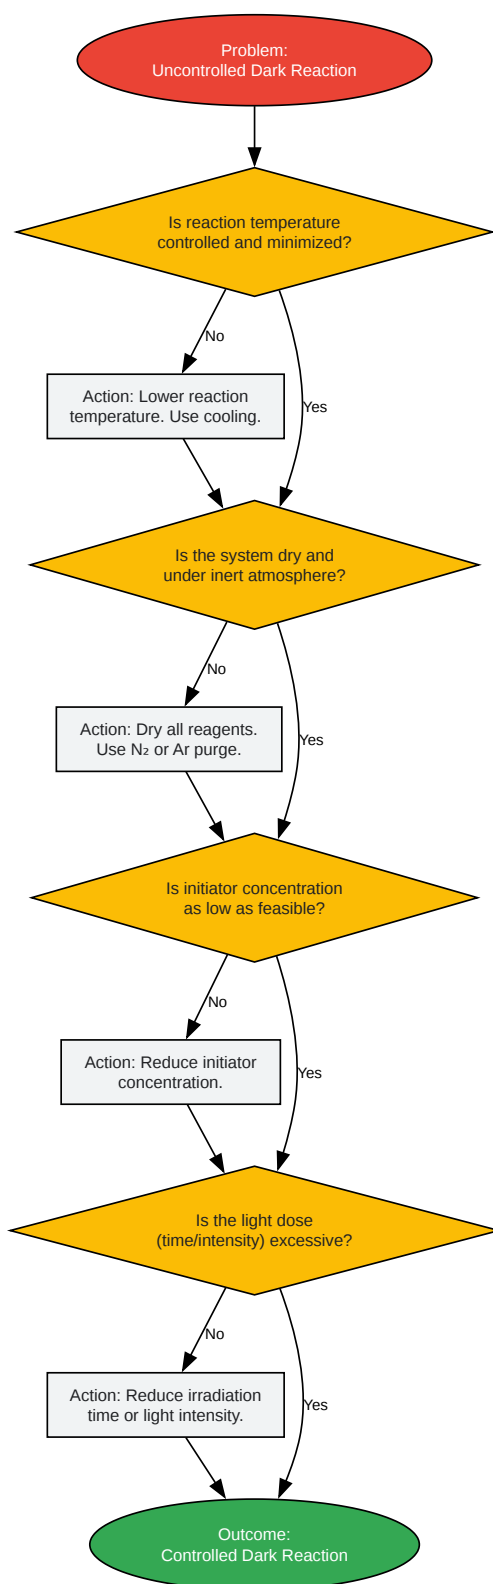 Problem:
Uncontrolled Dark Reaction
Is reaction temperature
controlled and minimized?
No
Action: Lower reaction
temperature. Use cooling.
Yes
Is the system dry and
under inert atmosphere?
No
Action: Dry all reagents.
Use N₂ or Ar purge.
Yes
Is initiator concentration
as low as feasible?
No
Action: Reduce initiator
concentration.
Yes
Is the light dose
(time/intensity) excessive?
No
Action: Reduce irradiation
time or light intensity.
Yes
Outcome:
Controlled Dark Reaction